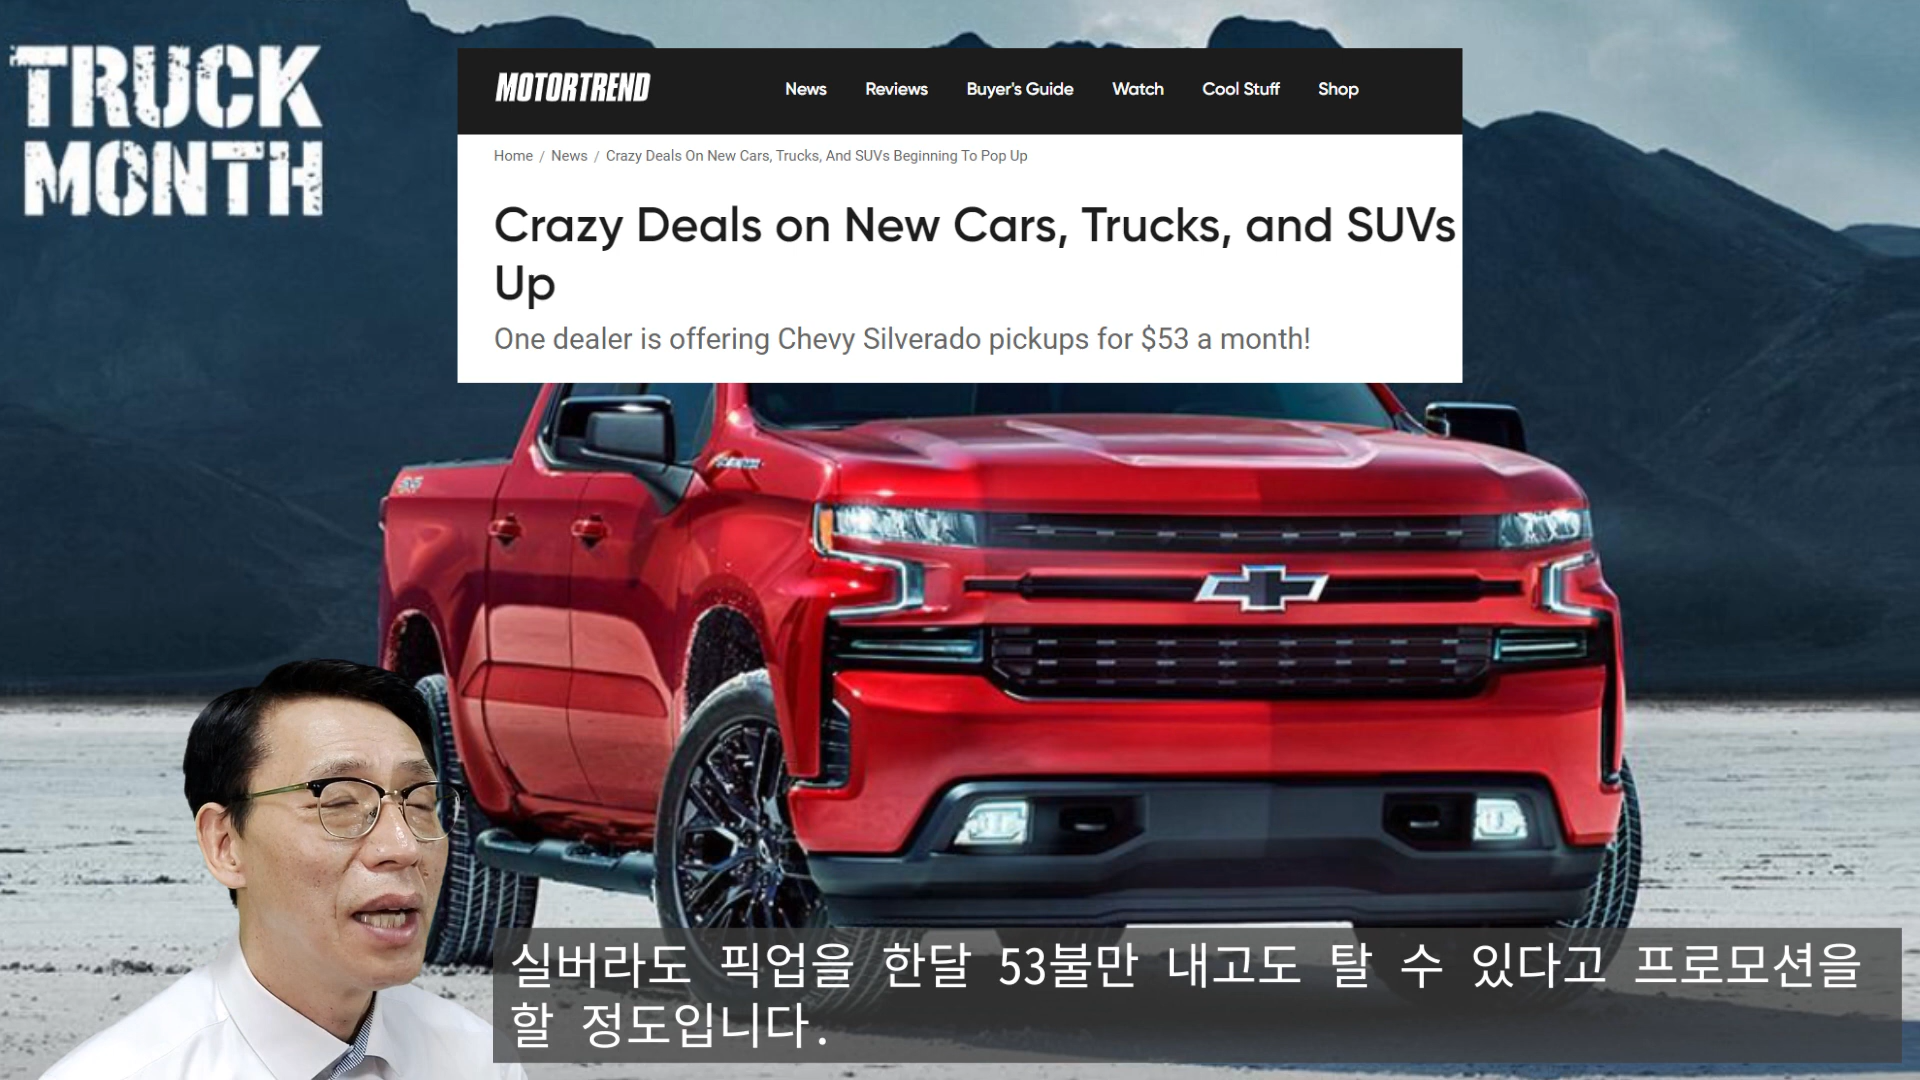 TRUCK
MONTH
MOTORTREND
News Reviews Buyer's Guide Watch Cool Stuff Shop
Home / News / Crazy Deals On New Cars, Trucks, And SUVs Beginning To Pop Up
Crazy Deals on New Cars, Trucks, and SUVs
Up
One dealer is offering Chevy Silverado pickups for $53 a month!
실버라도 픽업을 한달 53불만 내고도 탈 수 있다고 프로모션을
할 정도입니다.